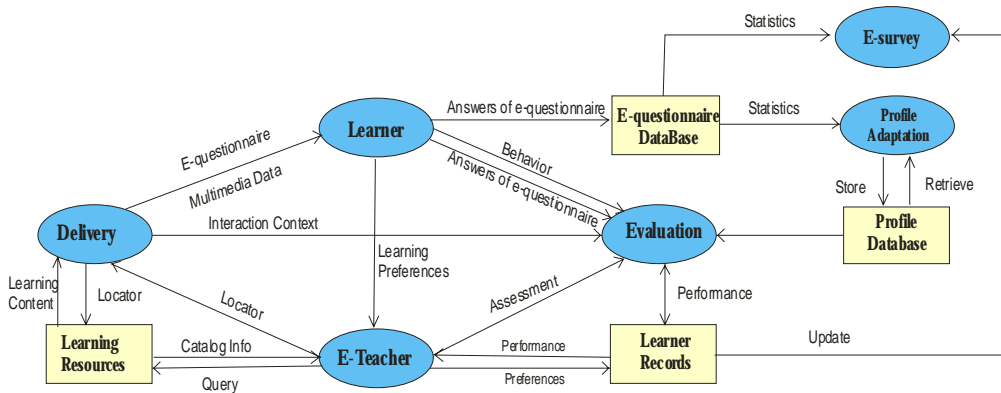 Statistics
E-survey
Answers of e-questionnaire
E-questionnaire
DataBase
Statistics
Profile
Adaptation
Learner
E-questionnaire
Multimedia Data
Behavior
Answers of e-questionnaire
Store
Retrieve
Delivery
Interaction Context
Evaluation
Profile
Database
Learning
Preferences
Learning
Content
Locator
Locator
Assessment
Performance
Learning
Resources
Catalog Info
Query
E-Teacher
Performance
Preferences
Learner
Records
Update